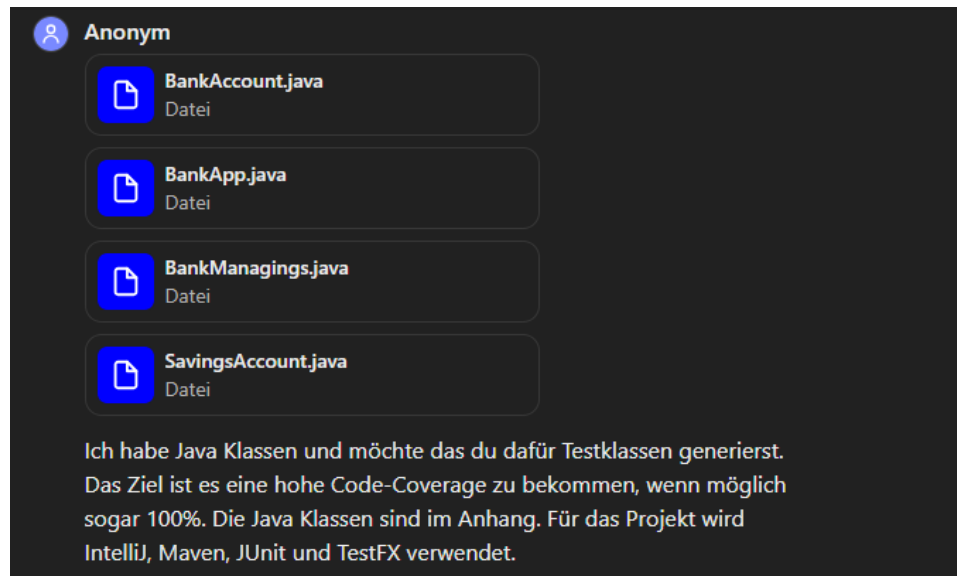 Anonym
BankAccount.java
Datei
BankApp.java
Datei
BankManagings.java
Datei
SavingsAccount.java
Datei
Ich habe Java Klassen und möchte das du dafür Testklassen generierst.
Das Ziel ist es eine hohe Code-Coverage zu bekommen, wenn möglich
sogar 100%. Die Java Klassen sind im Anhang. Für das Projekt wird
IntelliJ, Maven, JUnit und TestFX verwendet.